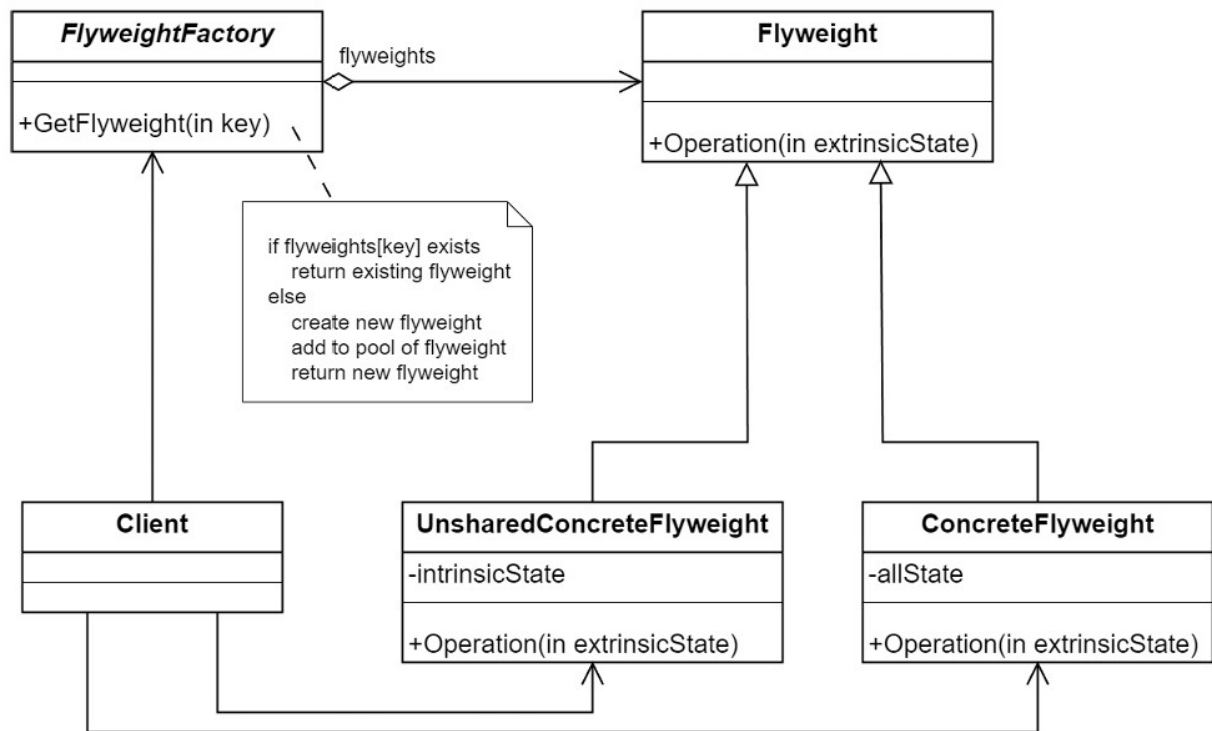 FlyweightFactory
+GetFlyweight(in key)
flyweights
Flyweight
+Operation(in extrinsicState)
if flyweights[key] exists
return existing flyweight
else
create new flyweight
add to pool of flyweight
return new flyweight
Client
UnsharedConcreteFlyweight
-intrinsicState
+Operation(in extrinsicState)
ConcreteFlyweight
-allState
+Operation(in extrinsicState)